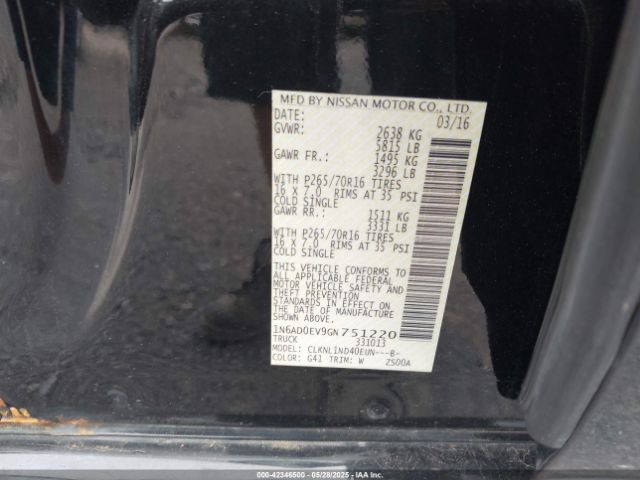 MFD BY NISSAN MOTOR CO., LTD.
DATE: 03/16
GVWR: 2638 KG
5815 LB
GAWR FR.: 1495 KG
3296 LB
WITH P265/70R16 TIRES
16 X 7.0 RIMS AT 35 PSI
COLD SINGLE
GAWR RR.: 1511 KG
3331 LB
WITH P265/70R16 TIRES
16 X 7.0 RIMS AT 35 PSI
COLD SINGLE
THIS VEHICLE CONFORMS TO
ALL APPLICABLE FEDERAL
MOTOR VEHICLE SAFETY AND
THEFT PREVENTION
STANDARDS IN EFFECT ON
THE DATE OF MANUFACTURE
SHOWN ABOVE.
1N6AD0EV9GN751220
TRUCK 331013
MODEL: CLKNL1ND40EUN---B-
COLOR: G41 TRIM: W ZS00A
000-42346500 - 05/28/2025 - IAA Inc.